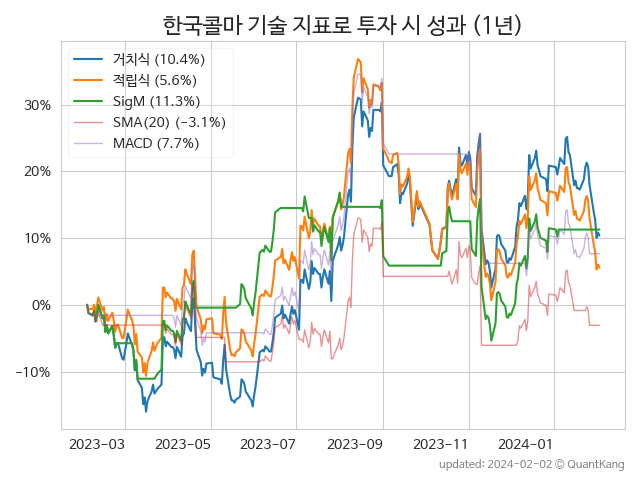 한국콜마 기술 지표로 투자 시 성과 (1년)
거치식 (10.4%)
적립식 (5.6%)
SigM (11.3%)
SMA(20) (−3.1%)
MACD (7.7%)
30%
20%
10%
0%
−10%
2023-03 2023-05 2023-07 2023-09 2023-11 2024-01
updated: 2024-02-02 © QuantKang